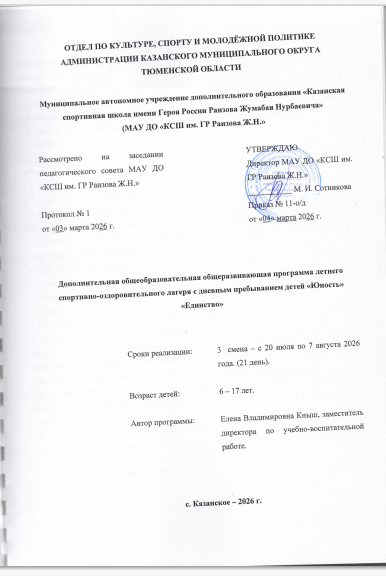 ОТДЕЛ ПО КУЛЬТУРЕ, СПОРТУ И МОЛОДЁЖНОЙ ПОЛИТИКЕ
АДМИНИСТРАЦИИ КАЗАНСКОГО МУНИЦИПАЛЬНОГО ОКРУГА
ТЮМЕНСКОЙ ОБЛАСТИ
Муниципальное автономное учреждение дополнительного образования «Казанская
спортивная школа имени Героя России Раизова Жумабая Нурбаевича»
(МАУ ДО «КСШ им. ГР Раизова Ж.Н.»
Рассмотрено на заседании
педагогического совета МАУ ДО
«КСШ им. ГР Раизова Ж.Н.»
Протокол № 1
от «03» марта 2026 г.
УТВЕРЖДАЮ
Директор МАУ ДО «КСШ им.
ГР Раизова Ж.Н.»
М. И. Сотникова
Приказ № 11-о/д
от «04» марта 2026 г.
Дополнительная общеобразовательная общеразвивающая программа летнего
спортивно-оздоровительного лагеря с дневным пребыванием детей «Юность»
«Единство»
Сроки реализации: 3 смена – с 20 июля по 7 августа 2026
года. (21 день).
Возраст детей: 6 – 17 лет.
Автор программы: Елена Владимировна Кныш, заместитель
директора по учебно-воспитательной
работе.
с. Казанское – 2026 г.